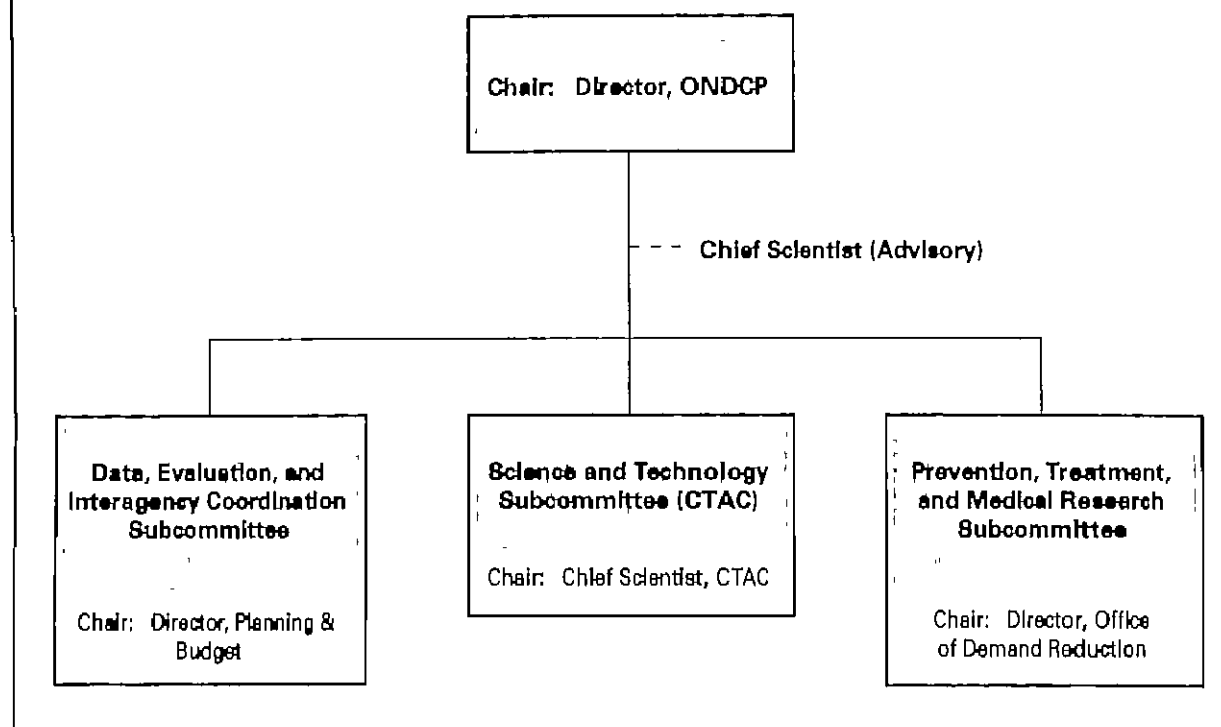 Chair: Director, ONDCP
Chief Scientist (Advisory)
Data, Evaluation, and
Interagency Coordination
Subcommittee
Chair: Director, Planning &
Budget
Science and Technology
Subcommittee (CTAC)
Chair: Chief Scientist, CTAC
Prevention, Treatment,
and Medical Research
Subcommittee
Chair: Director, Office
of Demand Reduction